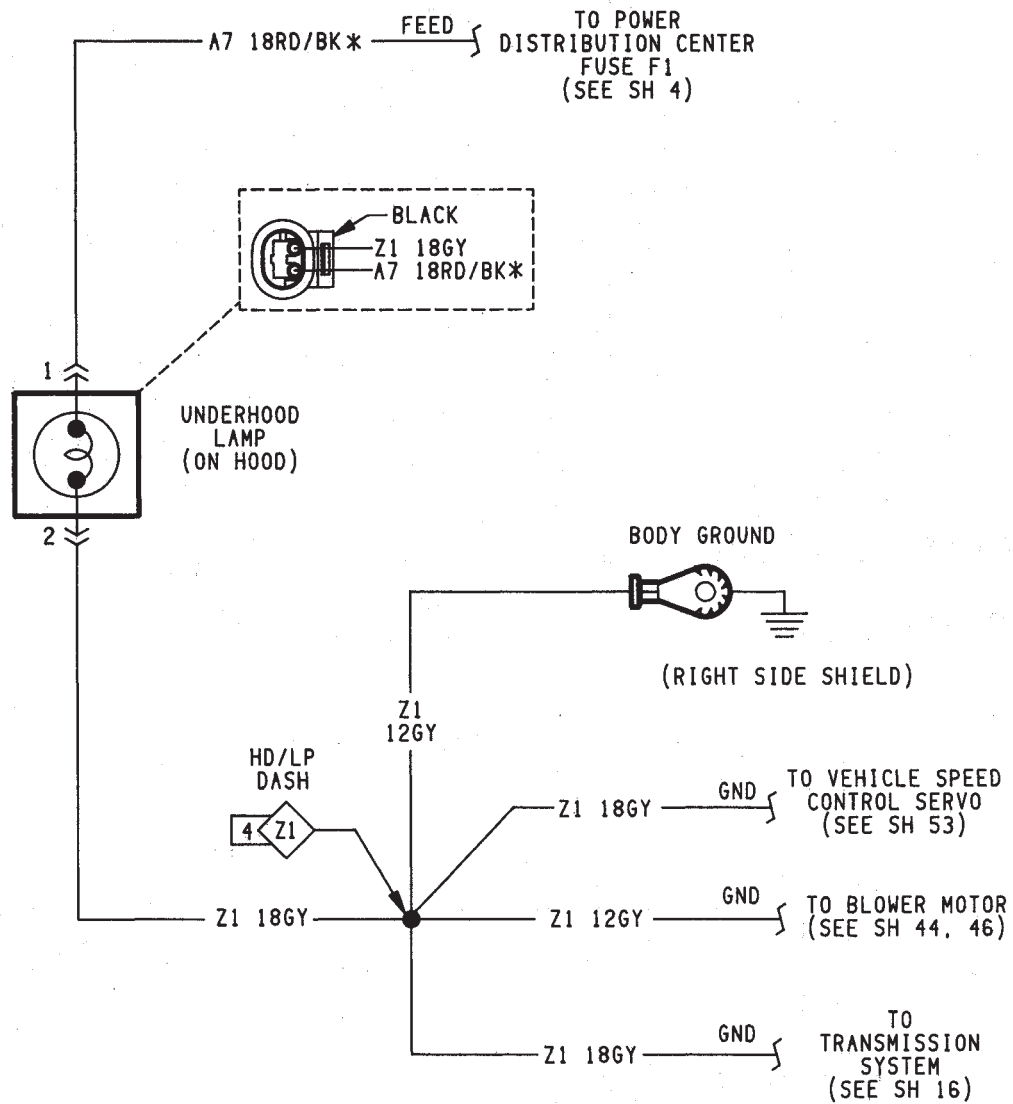 A7 18RD/BK*
FEED
TO POWER
DISTRIBUTION CENTER
FUSE F1
(SEE SH 4)
BLACK
Z1 18GY
A7 18RD/BK*
1
UNDERHOOD
LAMP
(ON HOOD)
2
BODY GROUND
(RIGHT SIDE SHIELD)
Z1
12GY
HD/LP
DASH
4 Z1
Z1 18GY
GND
TO VEHICLE SPEED
CONTROL SERVO
(SEE SH 53)
Z1 18GY
Z1 12GY
GND
TO BLOWER MOTOR
(SEE SH 44, 46)
Z1 18GY
GND
TO
TRANSMISSION
SYSTEM
(SEE SH 16)